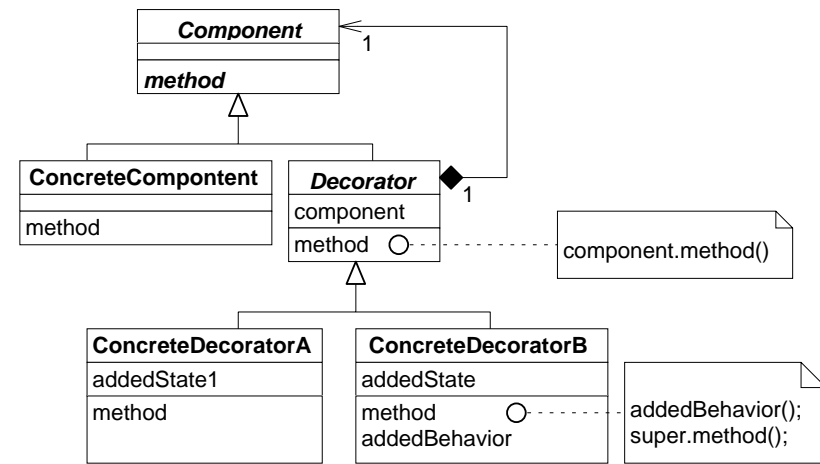 Component
1
method
ConcreteCompontent
method
Decorator
component
method
1
component.method()
ConcreteDecoratorA
addedState1
method
ConcreteDecoratorB
addedState
method
addedBehavior
addedBehavior();
super.method();